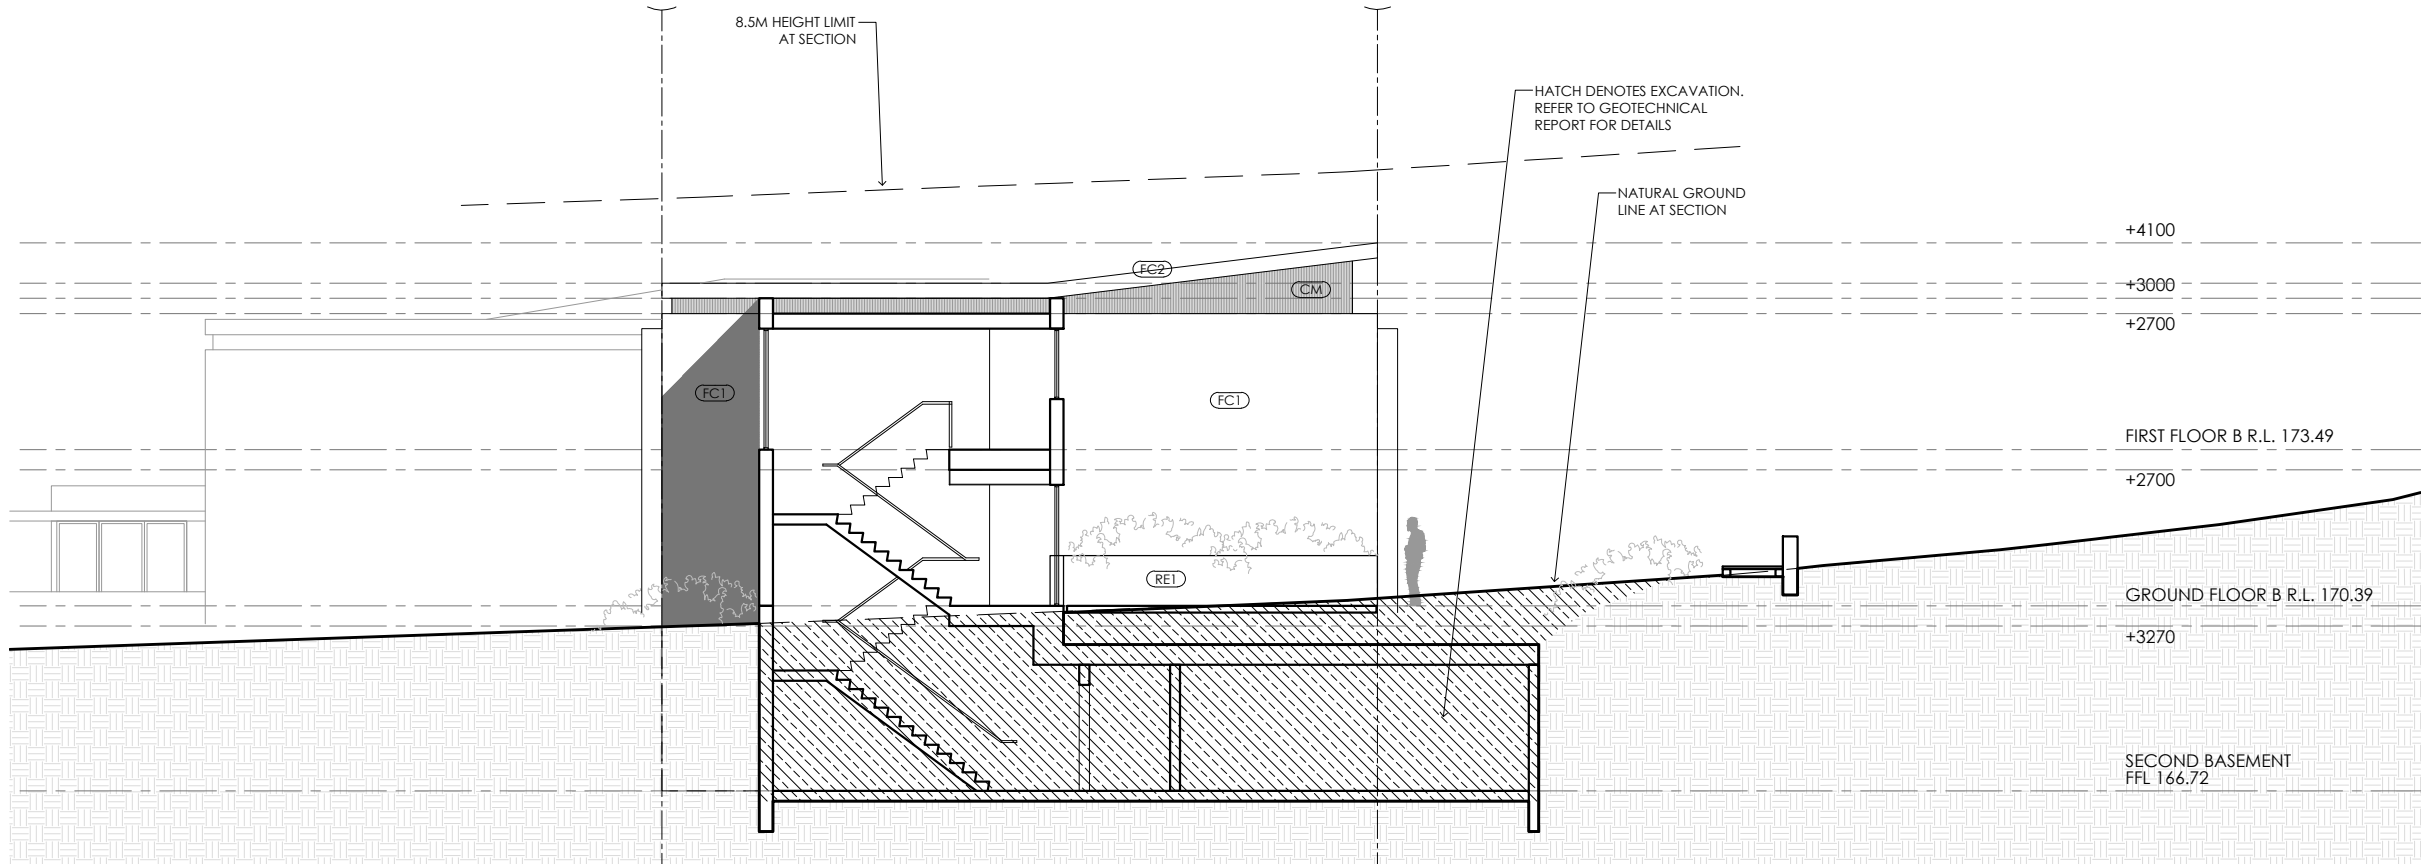 8.5M HEIGHT LIMIT
AT SECTION
HATCH DENOTES EXCAVATION.
REFER TO GEOTECHNICAL
REPORT FOR DETAILS
NATURAL GROUND
LINE AT SECTION
+4100
FC2
CM
+3000
+2700
FC1
FC1
FIRST FLOOR B R.L. 173.49
+2700
RE1
GROUND FLOOR B R.L. 170.39
+3270
SECOND BASEMENT
FFL 166.72